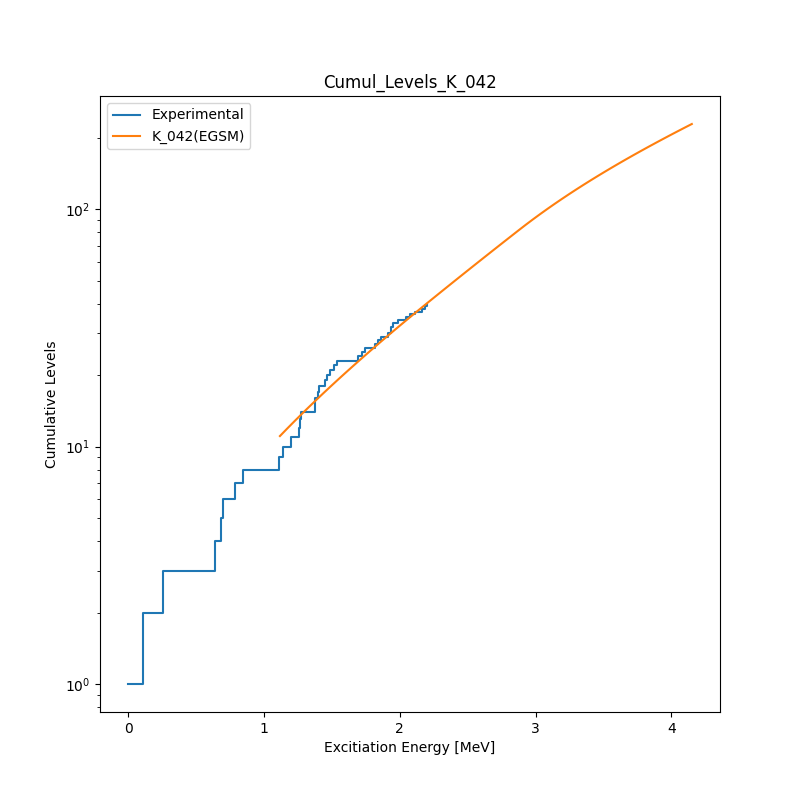 Cumul_Levels_K_042
Experimental
K_042(EGSM)
10²
10¹
10⁰
Cumulative Levels
0 1 2 3 4
Excitiation Energy [MeV]